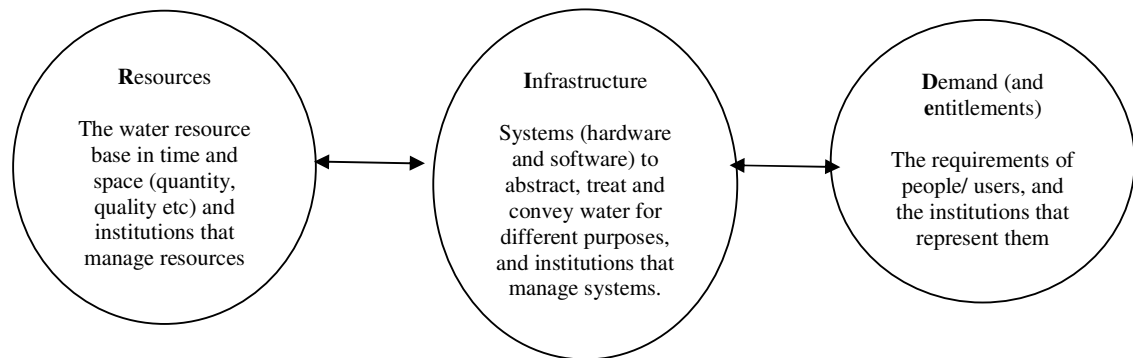 Resources
The water resource
base in time and
space (quantity,
quality etc) and
institutions that
manage resources
Infrastructure
Systems (hardware
and software) to
abstract, treat and
convey water for
different purposes,
and institutions that
manage systems.
Demand (and
entitlements)
The requirements of
people/ users, and
the institutions that
represent them